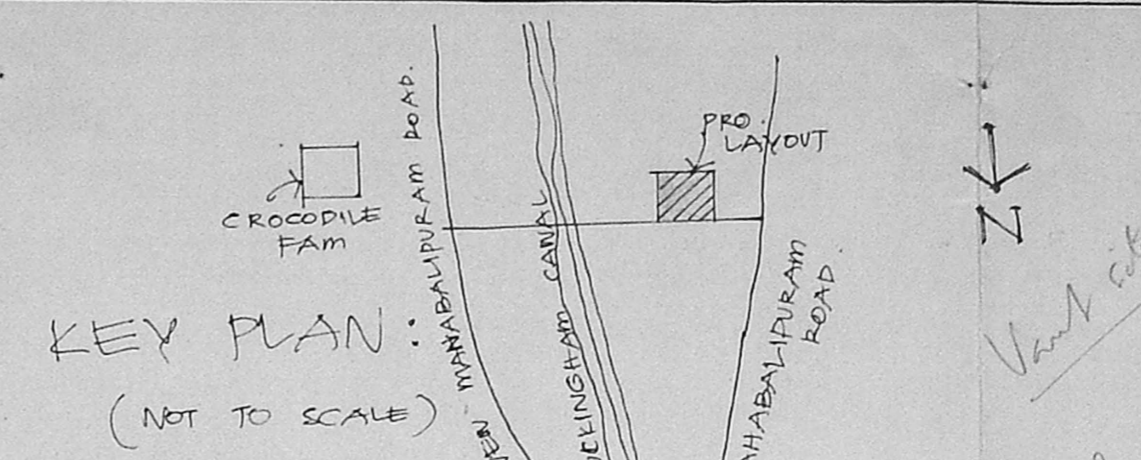 PRO.
LAYOUT
CROCODILE
FAM
MAHABALIPURAM ROAD.
CANAL
MAHABALIPURAM
ROAD.
N
KEY PLAN:
(NOT TO SCALE)